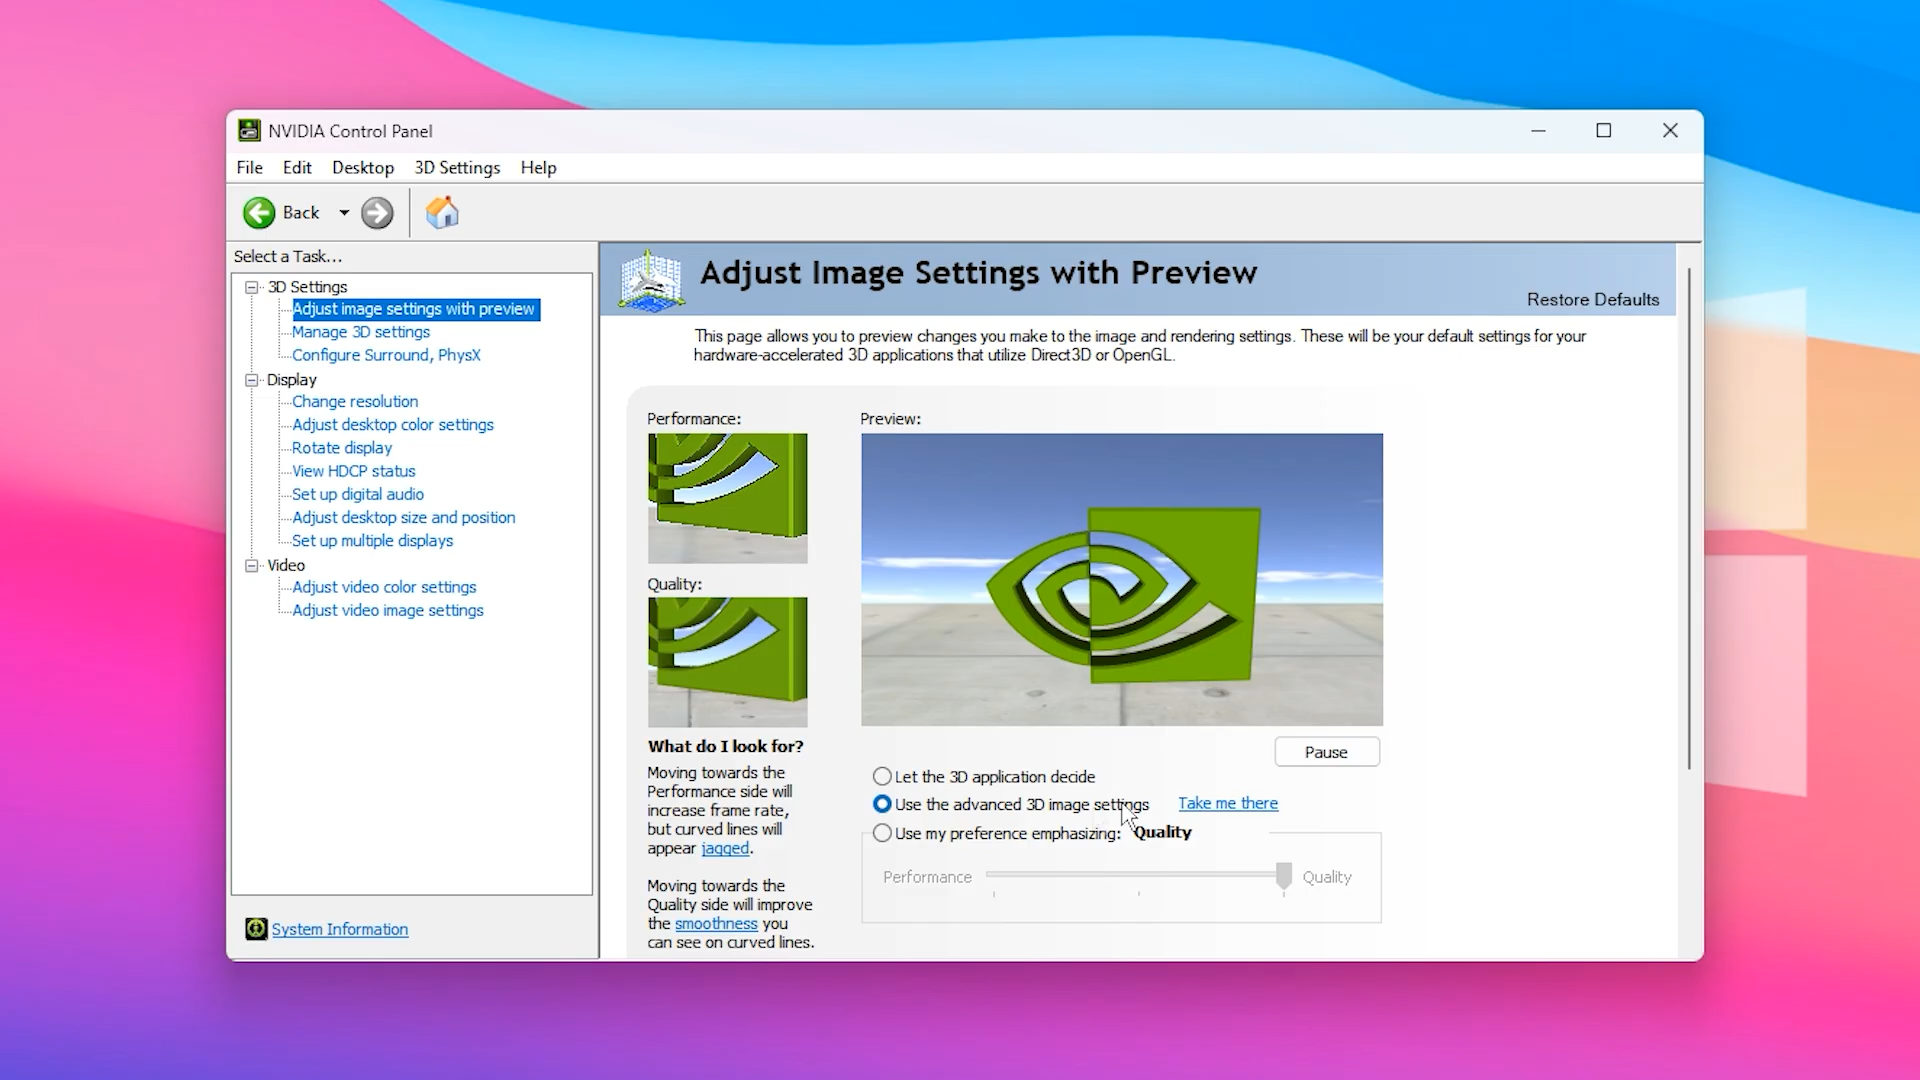 NVIDIA Control Panel
File Edit Desktop 3D Settings Help
Back
Select a Task...
3D Settings
Adjust image settings with preview
Manage 3D settings
Configure Surround, PhysX
Display
Change resolution
Adjust desktop color settings
Rotate display
View HDCP status
Set up digital audio
Adjust desktop size and position
Set up multiple displays
Video
Adjust video color settings
Adjust video image settings
System Information
Adjust Image Settings with Preview
Restore Defaults
This page allows you to preview changes you make to the image and rendering settings. These will be your default settings for your
hardware-accelerated 3D applications that utilize Direct3D or OpenGL.
Performance:
Quality:
What do I look for?
Moving towards the
Performance side will
increase frame rate,
but curved lines will
appear jagged.
Moving towards the
Quality side will improve
the smoothness you
can see on curved lines.
Preview:
Pause
Let the 3D application decide
Use the advanced 3D image settings Take me there
Use my preference emphasizing: Quality
Performance Quality